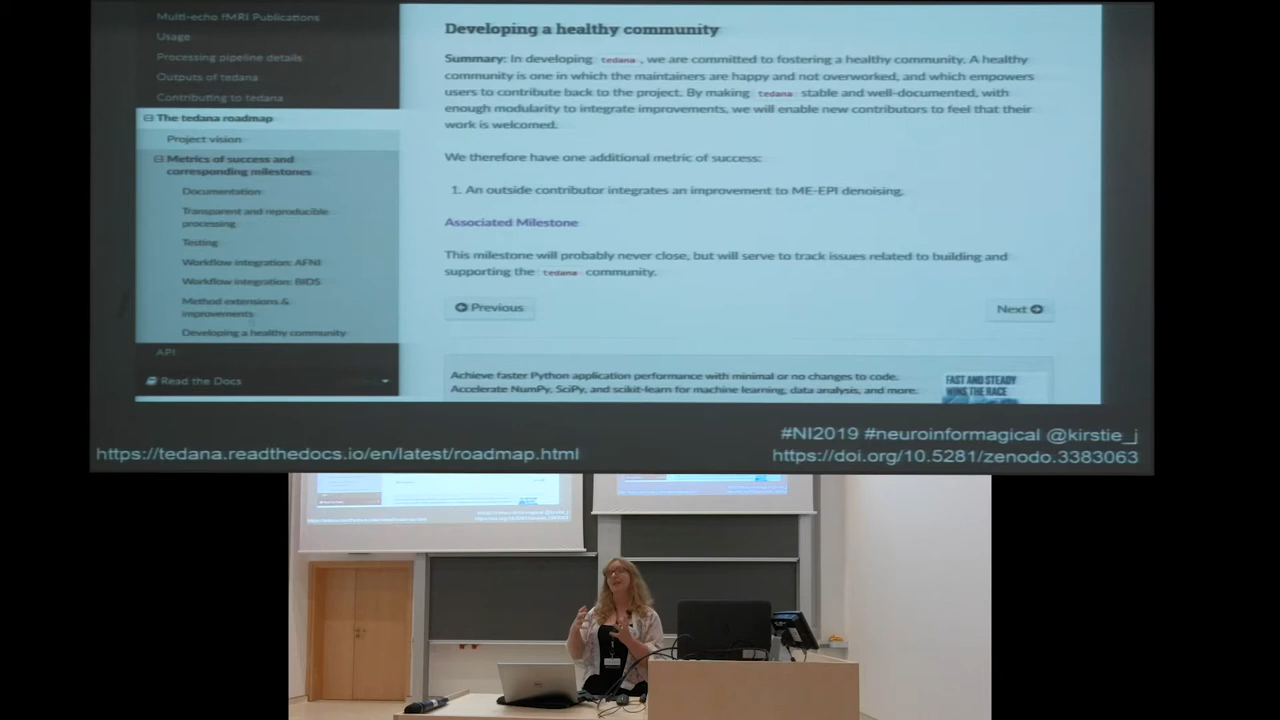 Multi-echo fMRI Publications
Usage
Processing pipeline details
Outputs of tedana
Contributing to tedana
The tedana roadmap
Project vision
Metrics of success and
corresponding milestones
Documentation
Transparent and reproducible
processing
Testing
Workflow integration: AFNI
Workflow integration: BIDS
Method extensions &
improvements
Developing a healthy community
API
Read the Docs
Developing a healthy community
Summary: In developing tedana, we are committed to fostering a healthy community. A healthy
community is one in which the maintainers are happy and not overworked, and which empowers
users to contribute back to the project. By making tedana stable and well-documented, with
enough modularity to integrate improvements, we will enable new contributors to feel that their
work is welcomed.
We therefore have one additional metric of success:
1. An outside contributor integrates an improvement to ME-EPI denoising.
Associated Milestone
This milestone will probably never close, but will serve to track issues related to building and
supporting the tedana community.
Previous
Next
Achieve faster Python application performance with minimal or no changes to code.
Accelerate NumPy, SciPy, and scikit-learn for machine learning, data analysis, and more.
FAST AND STEADY
WINS THE RACE
#NI2019 #neuroinformagical @kirstie_j
https://tedana.readthedocs.io/en/latest/roadmap.html
https://doi.org/10.5281/zenodo.3383063